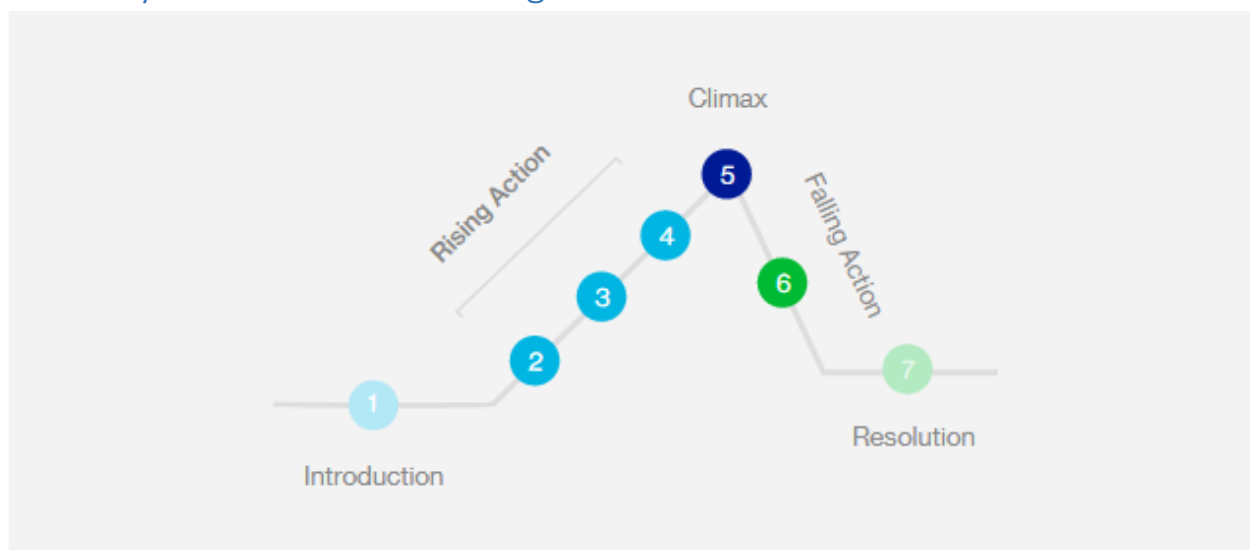 Climax
Rising Action
Falling Action
5
4
6
3
2
7
1
Resolution
Introduction